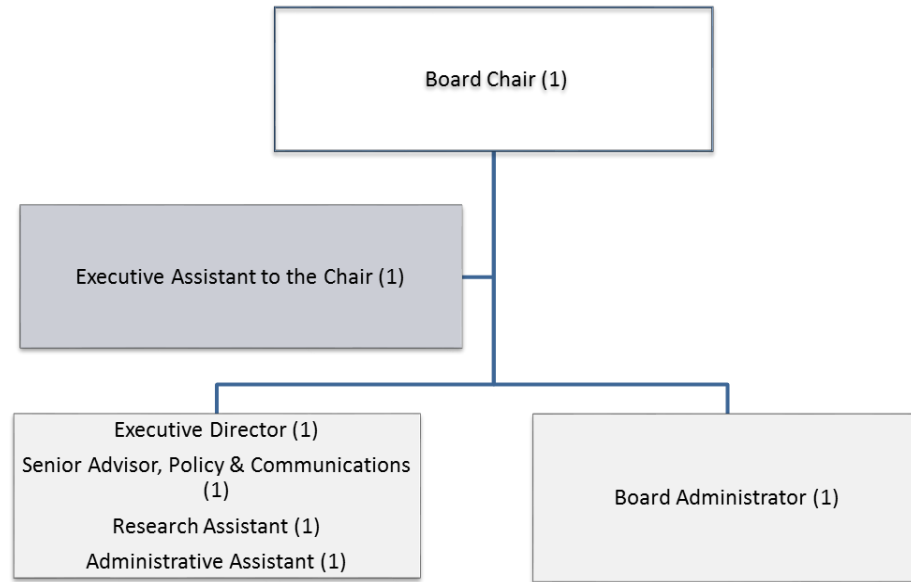 Board Chair (1)
Executive Assistant to the Chair (1)
Executive Director (1)
Senior Advisor, Policy & Communications
(1)
Research Assistant (1)
Administrative Assistant (1)
Board Administrator (1)